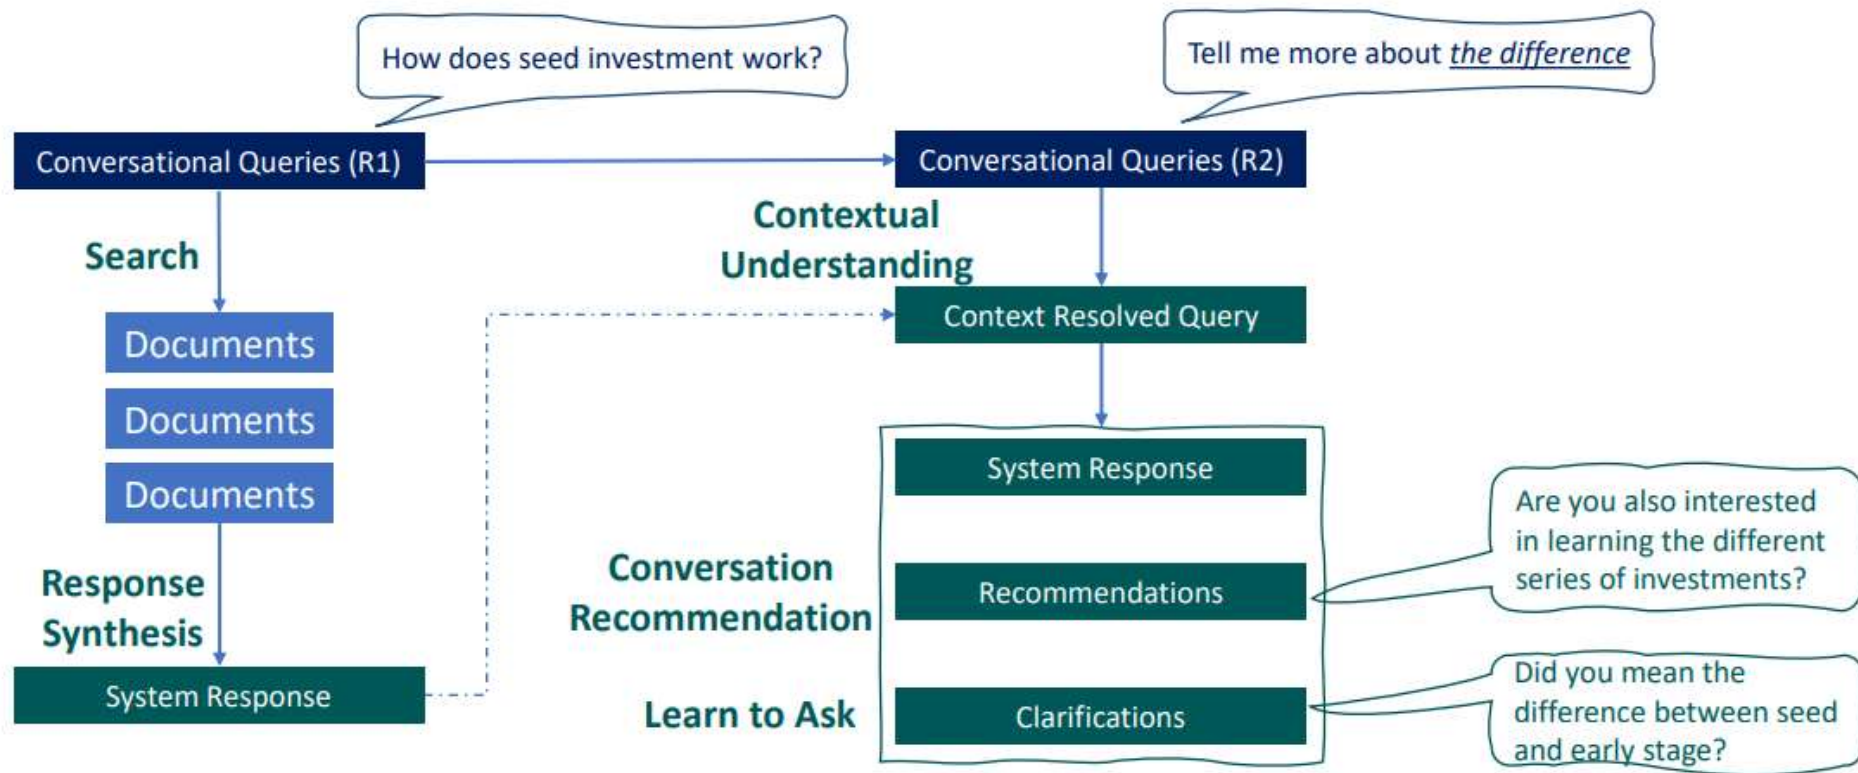 How does seed investment work?
Tell me more about the difference
Conversational Queries (R1)
Conversational Queries (R2)
Contextual
Understanding
Search
Documents
Documents
Documents
Context Resolved Query
Response
Synthesis
System Response
System Response
Conversation
Recommendation
Recommendations
Are you also interested
in learning the different
series of investments?
Learn to Ask
Clarifications
Did you mean the
difference between seed
and early stage?